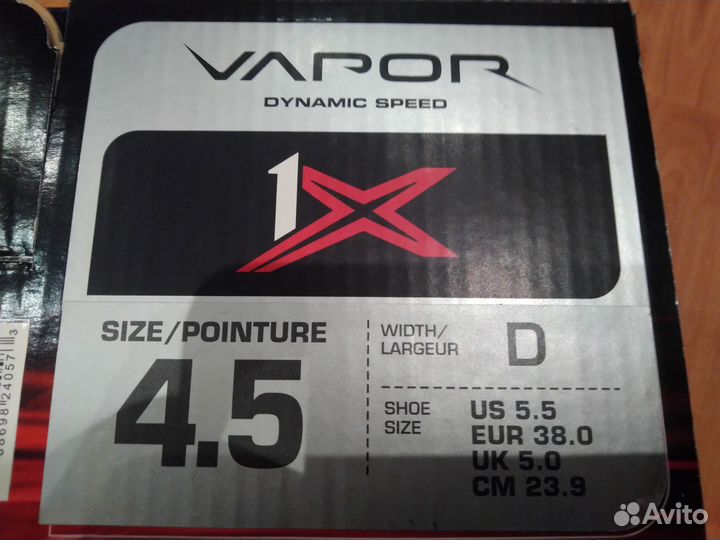 VAPOR
DYNAMIC SPEED
1X
SIZE/POINTURE
4.5
WIDTH/
LARGEUR
D
SHOE
SIZE
US 5.5
EUR 38.0
UK 5.0
CM 23.9
Avito